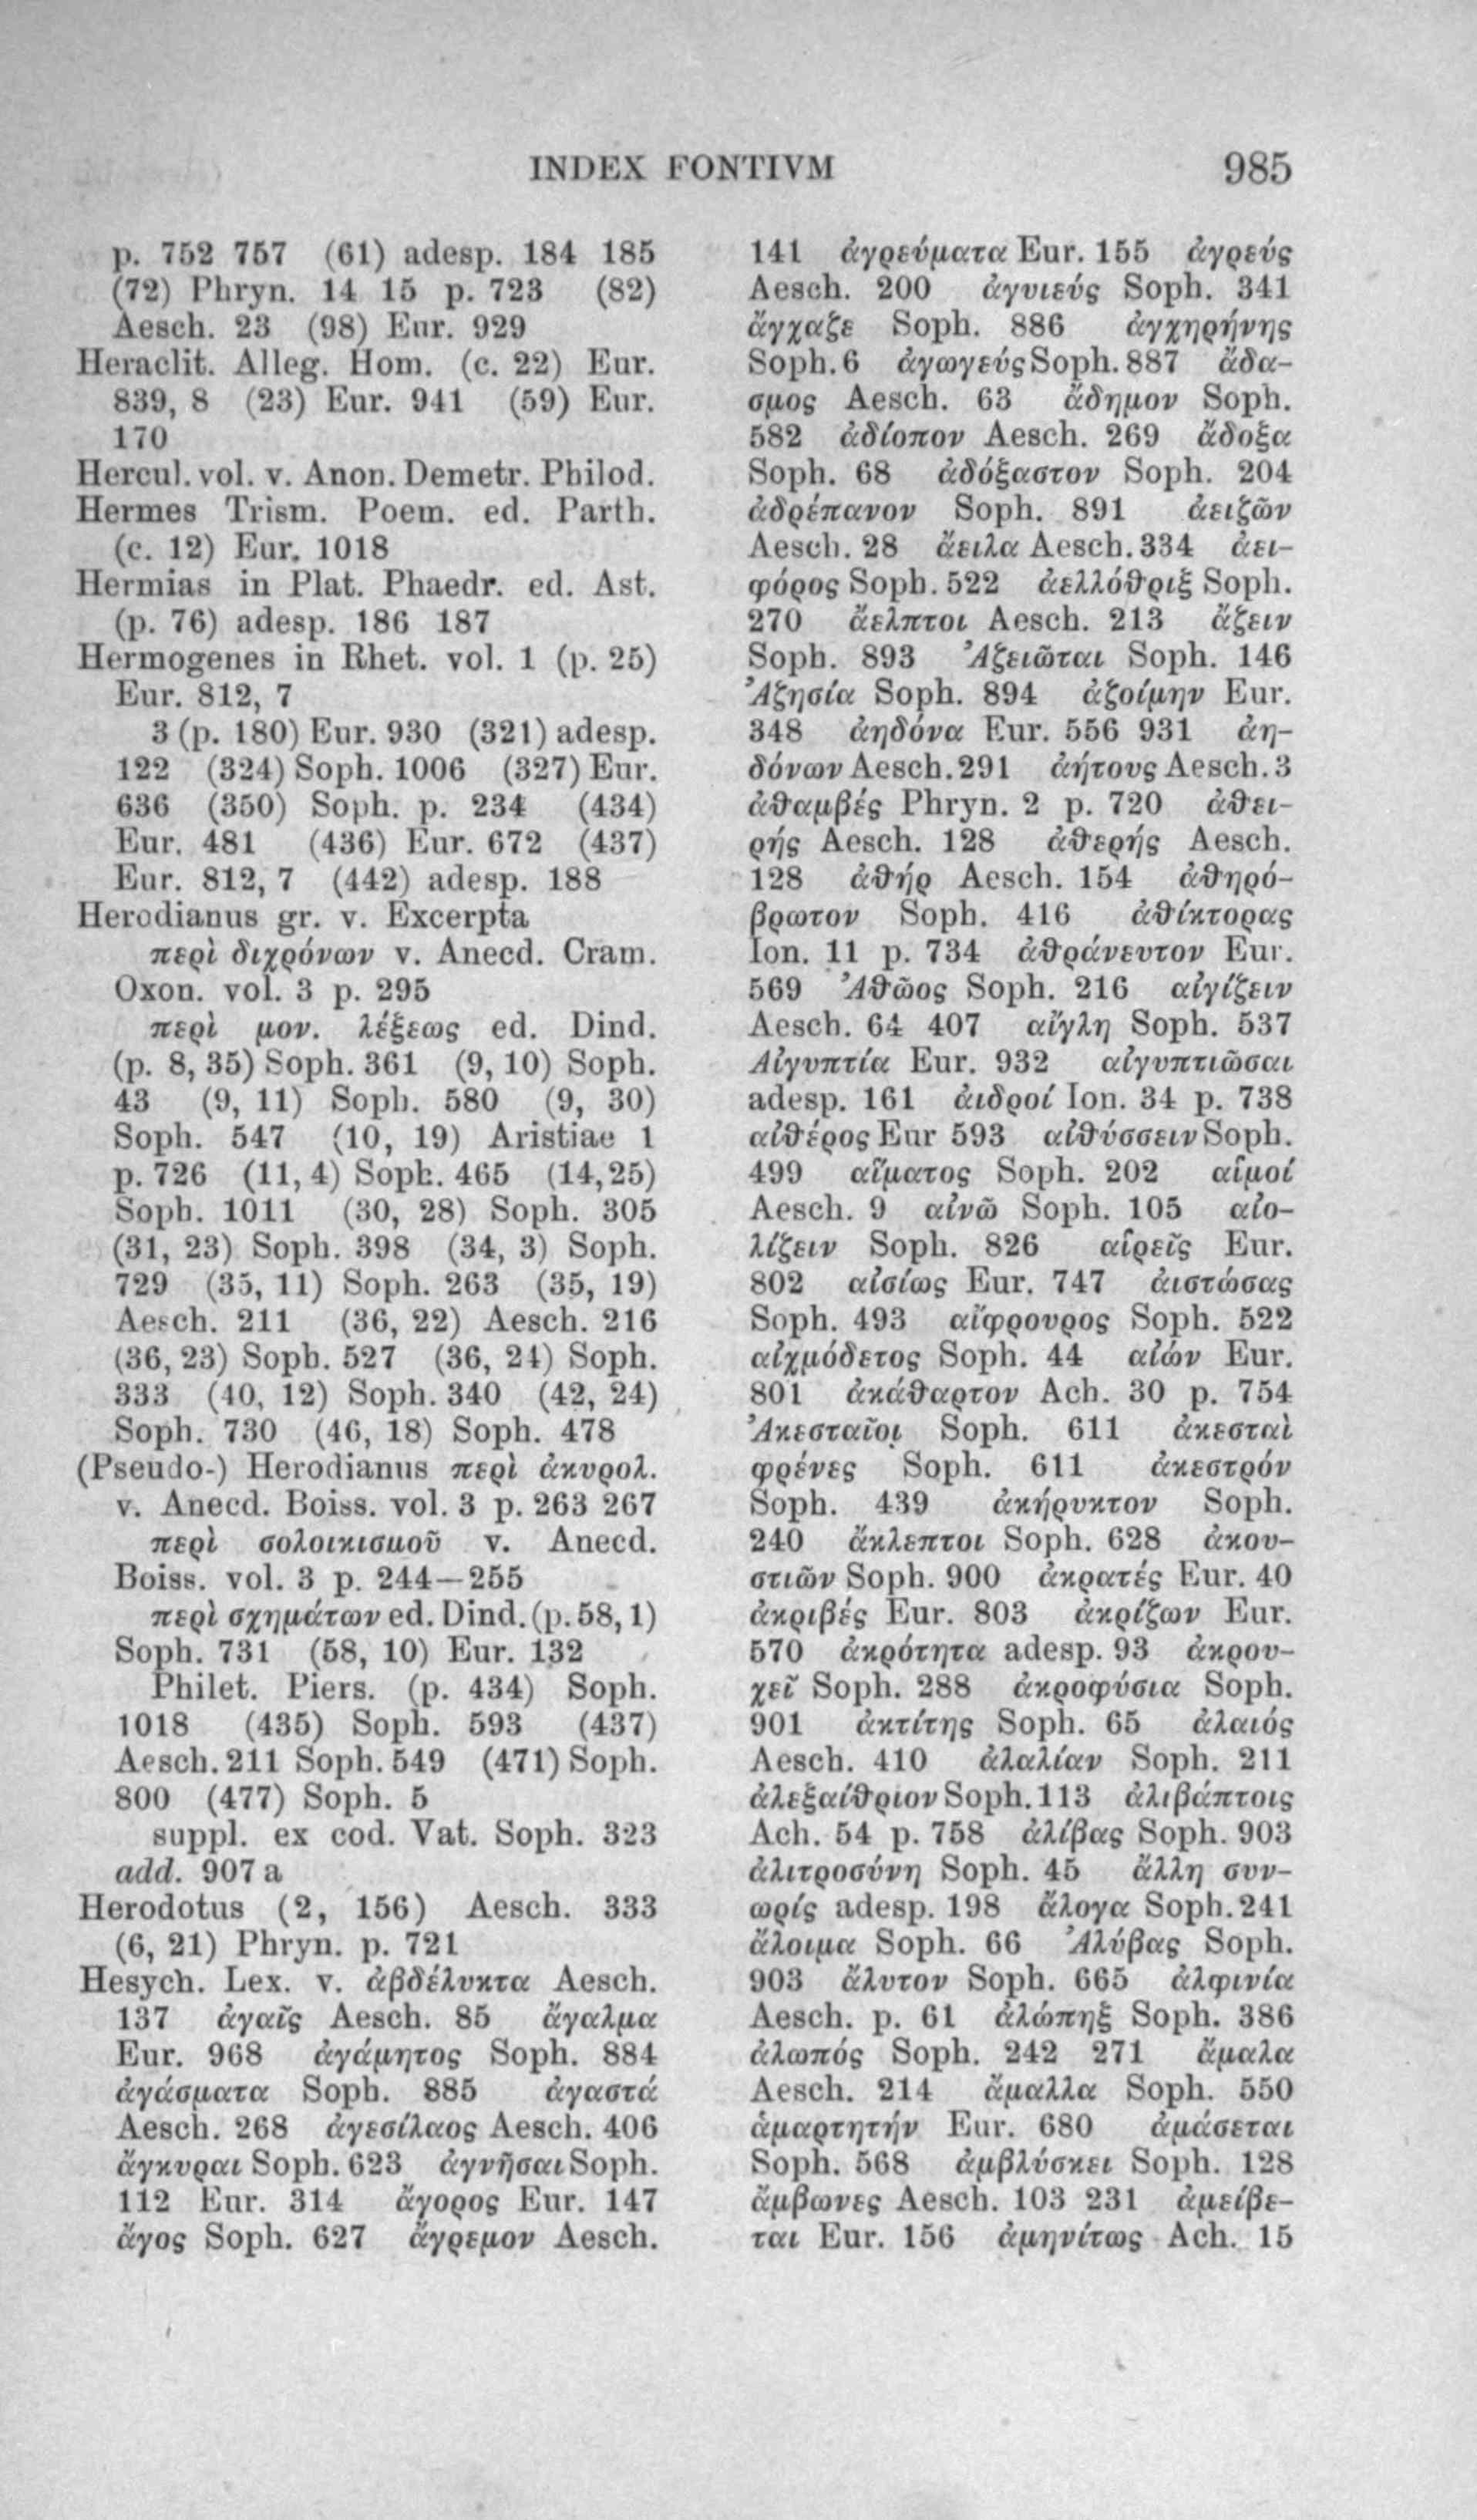 INDEX FONTIVM 985
p. 752 757 (61) adesp. 184 185
(72) Phryn. 14 15 p. 723 (82)
Aesch. 23 (98) Eur. 929
Heraclit. Alleg. Hom. (c. 22) Eur.
839, 8 (23) Eur. 941 (59) Eur.
170
Hercul. vol. v. Anon. Demetr. Philod.
Hermes Trism. Poem. ed. Parth.
(c. 12) Eur. 1018
Hermias in Plat. Phaedr. ed. Ast.
(p. 76) adesp. 186 187
Hermogenes in Rhet. vol. 1 (p. 25)
Eur. 812, 7
3 (p. 180) Eur. 930 (321) adesp.
122 (324) Soph. 1006 (327) Eur.
636 (350) Soph. p. 234 (434)
Eur. 481 (436) Eur. 672 (437)
Eur. 812, 7 (442) adesp. 188
Herodianus gr. v. Excerpta
περὶ διχρόνων v. Anecd. Cram.
Oxon. vol. 3 p. 295
περὶ μον. λέξεως ed. Dind.
(p. 8, 35) Soph. 361 (9, 10) Soph.
43 (9, 11) Soph. 580 (9, 30)
Soph. 547 (10, 19) Aristiae 1
p. 726 (11, 4) Soph. 465 (14, 25)
Soph. 1011 (30, 28) Soph. 305
(31, 23) Soph. 398 (34, 3) Soph.
729 (35, 11) Soph. 263 (35, 19)
Aesch. 211 (36, 22) Aesch. 216
(36, 23) Soph. 527 (36, 24) Soph.
333 (40, 12) Soph. 340 (42, 24)
Soph. 730 (46, 18) Soph. 478
(Pseudo-) Herodianus περὶ ἀκυρολ.
v. Anecd. Boiss. vol. 3 p. 263 267
περὶ σολοικισμοῦ v. Anecd.
Boiss. vol. 3 p. 244—255
περὶ σχημάτων ed. Dind. (p. 58, 1)
Soph. 731 (58, 10) Eur. 132
Philet. Piers. (p. 434) Soph.
1018 (435) Soph. 593 (437)
Aesch. 211 Soph. 549 (471) Soph.
800 (477) Soph. 5
suppl. ex cod. Vat. Soph. 323
add. 907 a
Herodotus (2, 156) Aesch. 333
(6, 21) Phryn. p. 721
Hesych. Lex. v. ἀβδέλυκτα Aesch.
137 ἀγαῖς Aesch. 85 ἄγαλμα
Eur. 968 ἀγάμητος Soph. 884
ἀγάσματα Soph. 885 ἀγαστά
Aesch. 268 ἀγεσίλαος Aesch. 406
ἄγκυραι Soph. 623 ἁγνῆσαι Soph.
112 Eur. 314 ἄγορος Eur. 147
ἄγος Soph. 627 ἄγρεμον Aesch.
141 ἀγρεύματα Eur. 155 ἀγρεύς
Aesch. 200 ἀγυιεύς Soph. 341
ἄγχαζε Soph. 886 ἀγχηρήνης
Soph. 6 ἀγωγεύς Soph. 887 ἄδα-
σμος Aesch. 63 ἄδημον Soph.
582 ἀδίοπον Aesch. 269 ἄδοξα
Soph. 68 ἀδόξαστον Soph. 204
ἀδρέπανον Soph. 891 ἀειζῶν
Aesch. 28 ἄειλα Aesch. 334 ἀει-
φόρος Soph. 522 ἀελλόθριξ Soph.
270 ἄελπτοι Aesch. 213 ἄζειν
Soph. 893 Ἀζειῶται Soph. 146
Ἀζησία Soph. 894 ἀζοίμην Eur.
348 ἀηδόνα Eur. 556 931 ἀη-
δόνων Aesch. 291 ἀήτους Aesch. 3
ἀθαμβές Phryn. 2 p. 720 ἀθει-
ρής Aesch. 128 ἀθερής Aesch.
128 ἀθήρ Aesch. 154 ἀθηρό-
βρωτον Soph. 416 ἀθίκτορας
Ion. 11 p. 734 ἀθράνευτον Eur.
569 Ἀθῶος Soph. 216 αἰγίζειν
Aesch. 64 407 αἴγλη Soph. 537
Αἰγυπτία Eur. 932 αἰγυπτιῶσαι
adesp. 161 ἀιδροί Ion. 34 p. 738
αἰθέρος Eur 593 αἰθύσσειν Soph.
499 αἵματος Soph. 202 αἱμοί
Aesch. 9 αἰνῶ Soph. 105 αἰο-
λίζειν Soph. 826 αἱρεῖς Eur.
802 αἰσίως Eur. 747 ἀιστώσας
Soph. 493 αἴφρουρος Soph. 522
αἰχμόδετος Soph. 44 αἰών Eur.
801 ἀκάθαρτον Ach. 30 p. 754
Ἀκεσταῖοι Soph. 611 ἀκεσταὶ
φρένες Soph. 611 ἀκεστρόν
Soph. 439 ἀκήρυκτον Soph.
240 ἄκλεπτοι Soph. 628 ἀκου-
στιῶν Soph. 900 ἀκρατές Eur. 40
ἀκριβές Eur. 803 ἀκρίζων Eur.
570 ἀκρότητα adesp. 93 ἀκρου-
χεῖ Soph. 288 ἀκροφύσια Soph.
901 ἀκτίτης Soph. 65 ἀλαιός
Aesch. 410 ἀλαλίαν Soph. 211
ἀλεξαίθριον Soph. 113 ἁλιβάπτοις
Ach. 54 p. 758 ἀλίβας Soph. 903
ἀλιτροσύνη Soph. 45 ἄλλη συν-
ωρίς adesp. 198 ἄλογα Soph. 241
ἄλοιμα Soph. 66 Ἀλύβας Soph.
903 ἄλυτον Soph. 665 ἀλφινία
Aesch. p. 61 ἀλώπηξ Soph. 386
ἀλωπός Soph. 242 271 ἄμαλα
Aesch. 214 ἄμαλλα Soph. 550
ἁμαρτητήν Eur. 680 ἀμάσεται
Soph. 568 ἀμβλύσκει Soph. 128
ἄμβωνες Aesch. 103 231 ἀμείβε-
ται Eur. 156 ἀμηνίτως Ach. 15